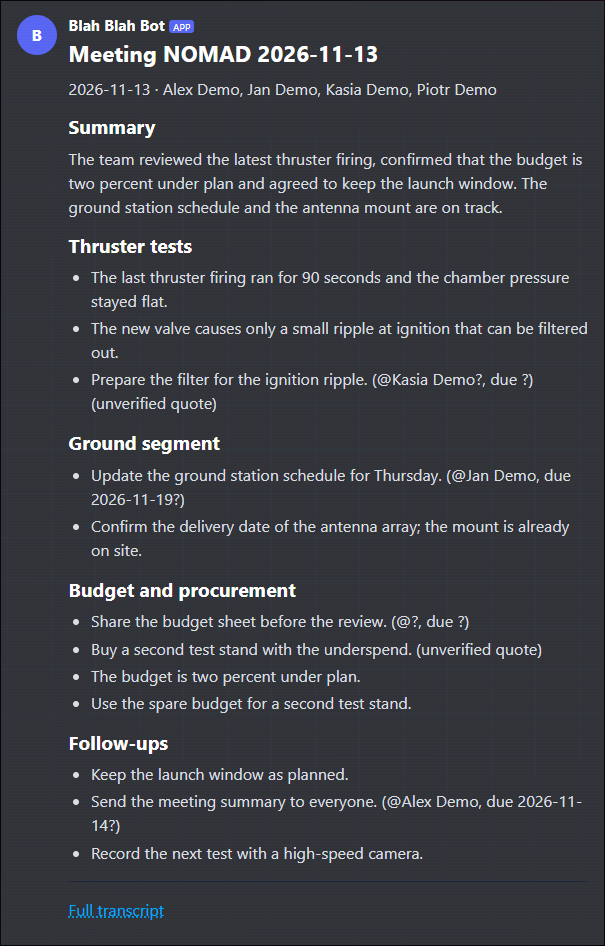 B
Blah Blah Bot APP
Meeting NOMAD 2026-11-13
2026-11-13 · Alex Demo, Jan Demo, Kasia Demo, Piotr Demo
Summary
The team reviewed the latest thruster firing, confirmed that the budget is
two percent under plan and agreed to keep the launch window. The
ground station schedule and the antenna mount are on track.
Thruster tests
• The last thruster firing ran for 90 seconds and the chamber pressure
stayed flat.
• The new valve causes only a small ripple at ignition that can be filtered
out.
• Prepare the filter for the ignition ripple. (@Kasia Demo?, due ?)
(unverified quote)
Ground segment
• Update the ground station schedule for Thursday. (@Jan Demo, due
2026-11-19?)
• Confirm the delivery date of the antenna array; the mount is already
on site.
Budget and procurement
• Share the budget sheet before the review. (@?, due ?)
• Buy a second test stand with the underspend. (unverified quote)
• The budget is two percent under plan.
• Use the spare budget for a second test stand.
Follow-ups
• Keep the launch window as planned.
• Send the meeting summary to everyone. (@Alex Demo, due 2026-11-
14?)
• Record the next test with a high-speed camera.
Full transcript